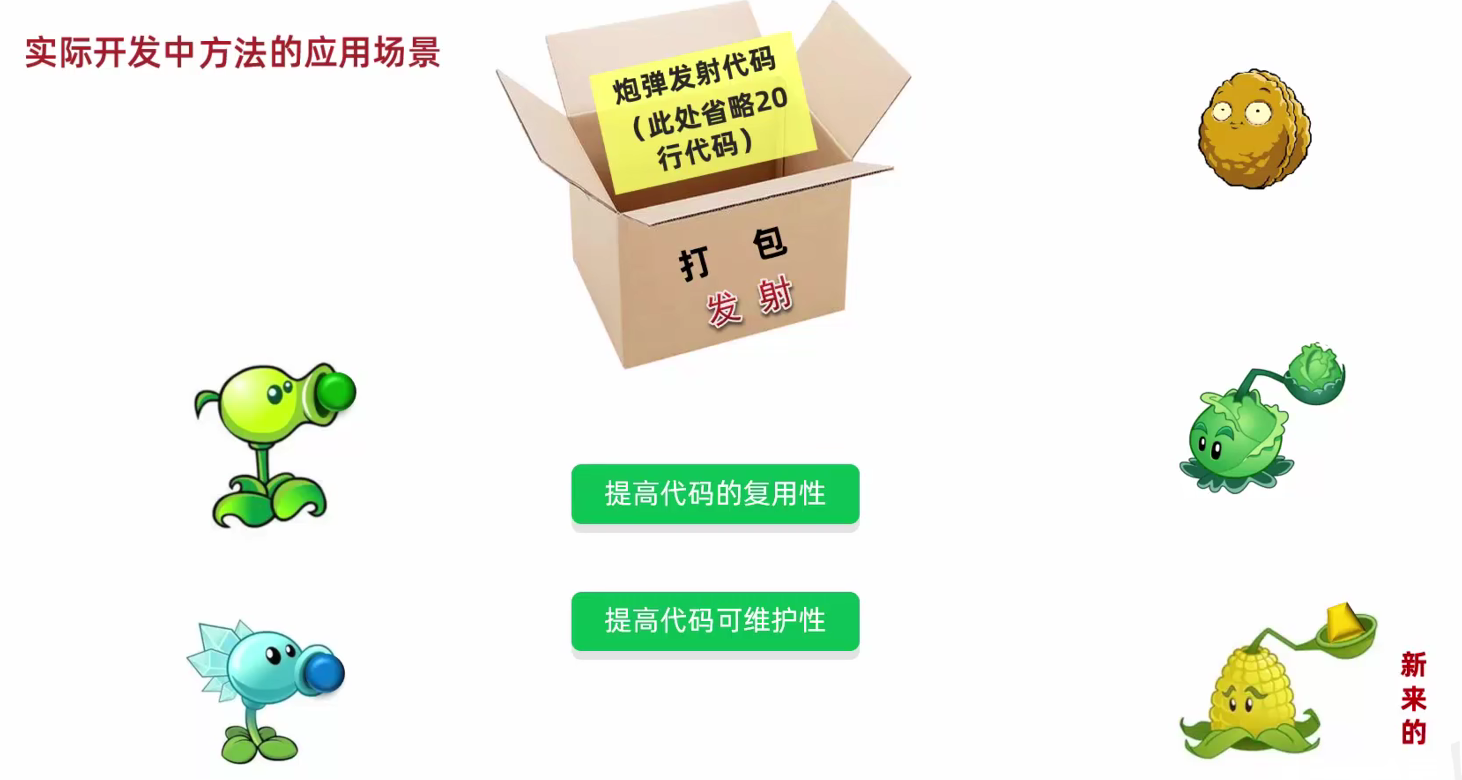 实际开发中方法的应用场景
炮弹发射代码
（此处省略20
行代码）
打包
发射
提高代码的复用性
提高代码可维护性
新来的